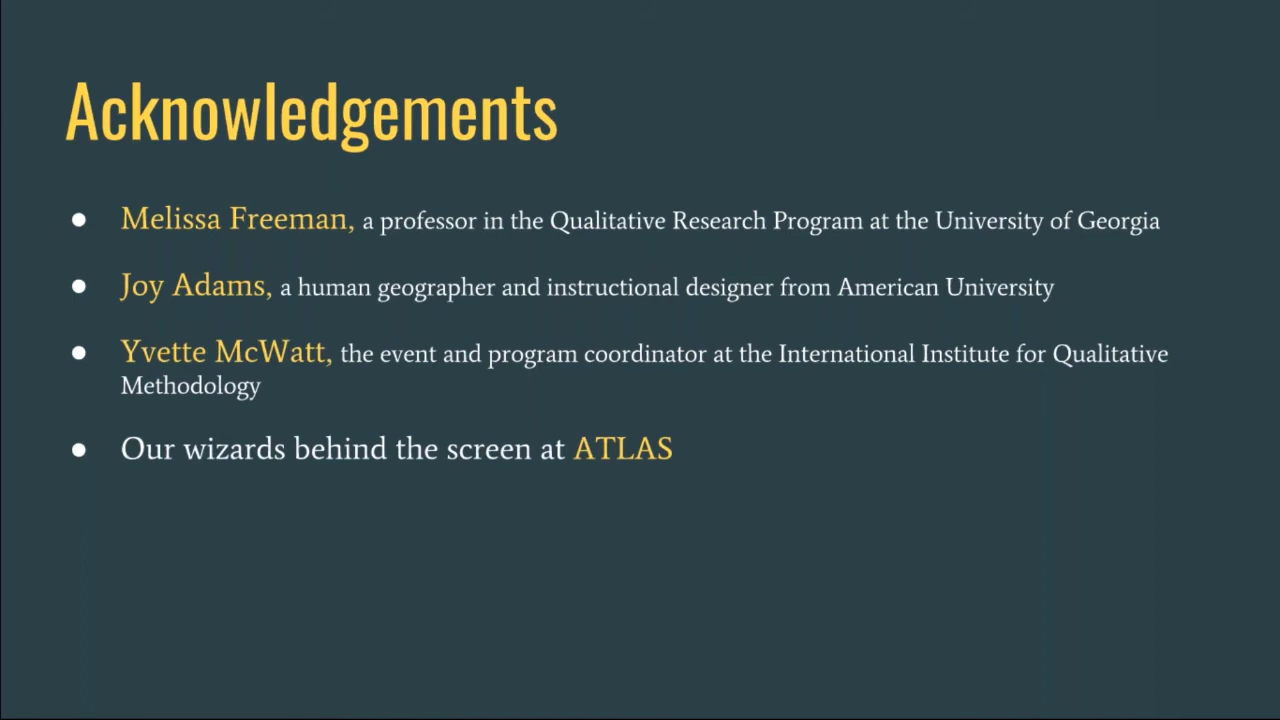 Acknowledgements
● Melissa Freeman, a professor in the Qualitative Research Program at the University of Georgia
● Joy Adams, a human geographer and instructional designer from American University
● Yvette McWatt, the event and program coordinator at the International Institute for Qualitative
Methodology
● Our wizards behind the screen at ATLAS